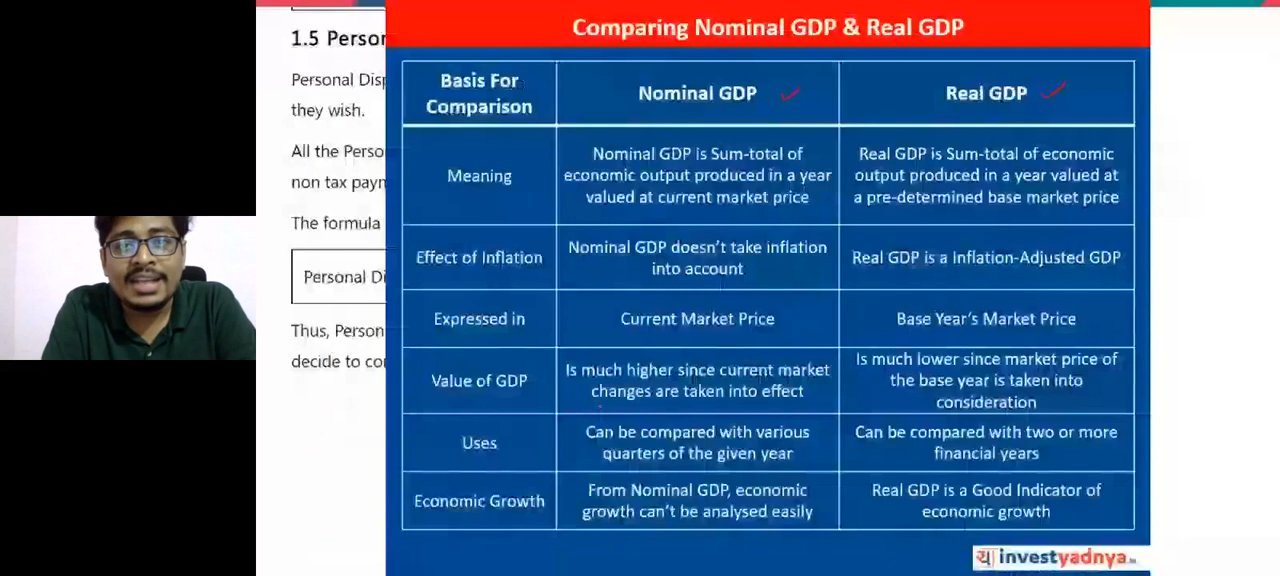 1.5 Person
Personal Disp
they wish.
All the Perso
non tax paym
The formula
Personal Di
Thus, Person
decide to con
Comparing Nominal GDP & Real GDP
Basis For
Comparison
Nominal GDP
Real GDP
Meaning
Nominal GDP is Sum-total of
economic output produced in a year
valued at current market price
Real GDP is Sum-total of economic
output produced in a year valued at
a pre-determined base market price
Effect of Inflation
Nominal GDP doesn't take inflation
into account
Real GDP is a Inflation-Adjusted GDP
Expressed in
Current Market Price
Base Year's Market Price
Value of GDP
Is much higher since current market
changes are taken into effect
Is much lower since market price of
the base year is taken into
consideration
Uses
Can be compared with various
quarters of the given year
Can be compared with two or more
financial years
Economic Growth
From Nominal GDP, economic
growth can't be analysed easily
Real GDP is a Good Indicator of
economic growth
investyadnya.in